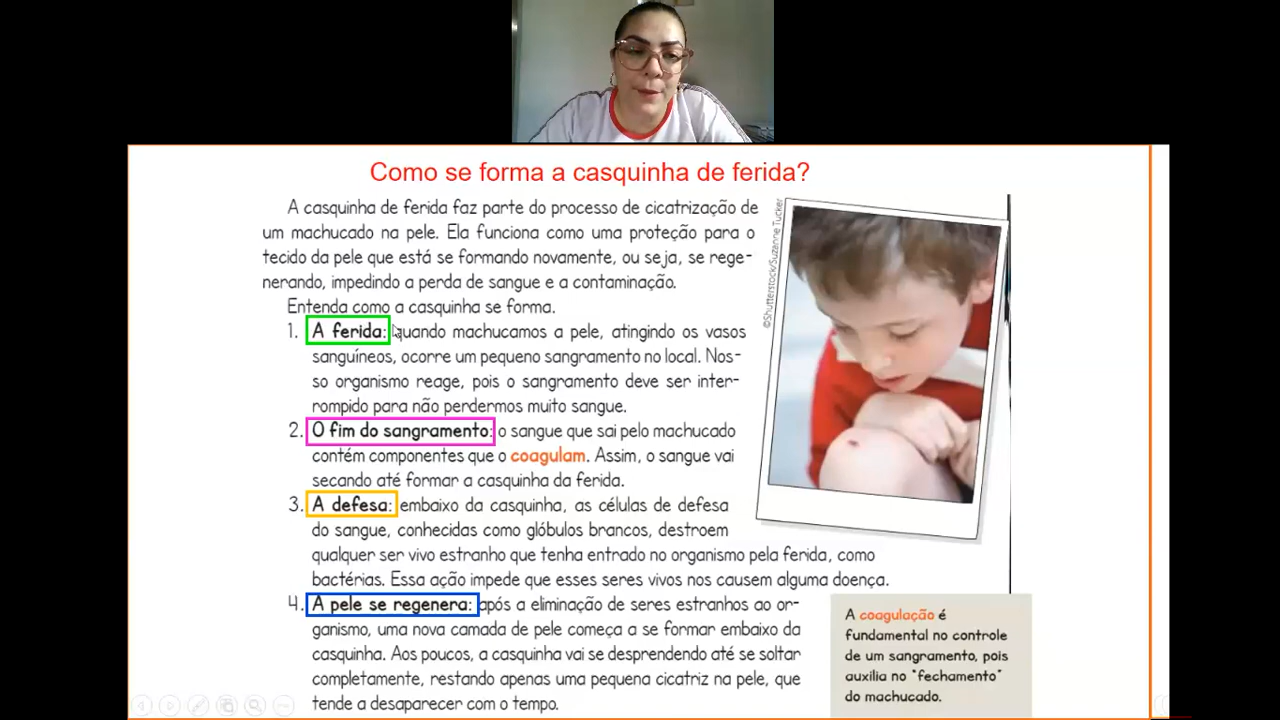 Como se forma a casquinha de ferida?
A casquinha de ferida faz parte do processo de cicatrização de
um machucado na pele. Ela funciona como uma proteção para o
tecido da pele que está se formando novamente, ou seja, se rege-
nerando, impedindo a perda de sangue e a contaminação.
Entenda como a casquinha se forma.
1. A ferida: quando machucamos a pele, atingindo os vasos
sanguíneos, ocorre um pequeno sangramento no local. Nos-
so organismo reage, pois o sangramento deve ser inter-
rompido para não perdermos muito sangue.
2. O fim do sangramento: o sangue que sai pelo machucado
contém componentes que o coagulam. Assim, o sangue vai
secando até formar a casquinha da ferida.
3. A defesa: embaixo da casquinha, as células de defesa
do sangue, conhecidas como glóbulos brancos, destroem
qualquer ser vivo estranho que tenha entrado no organismo pela ferida, como
bactérias. Essa ação impede que esses seres vivos nos causem alguma doença.
4. A pele se regenera: após a eliminação de seres estranhos ao or-
ganismo, uma nova camada de pele começa a se formar embaixo da
casquinha. Aos poucos, a casquinha vai se desprendendo até se soltar
completamente, restando apenas uma pequena cicatriz na pele, que
tende a desaparecer com o tempo.
©Shutterstock/Suzanne Tucker
A coagulação é
fundamental no controle
de um sangramento, pois
auxilia no "fechamento"
do machucado.